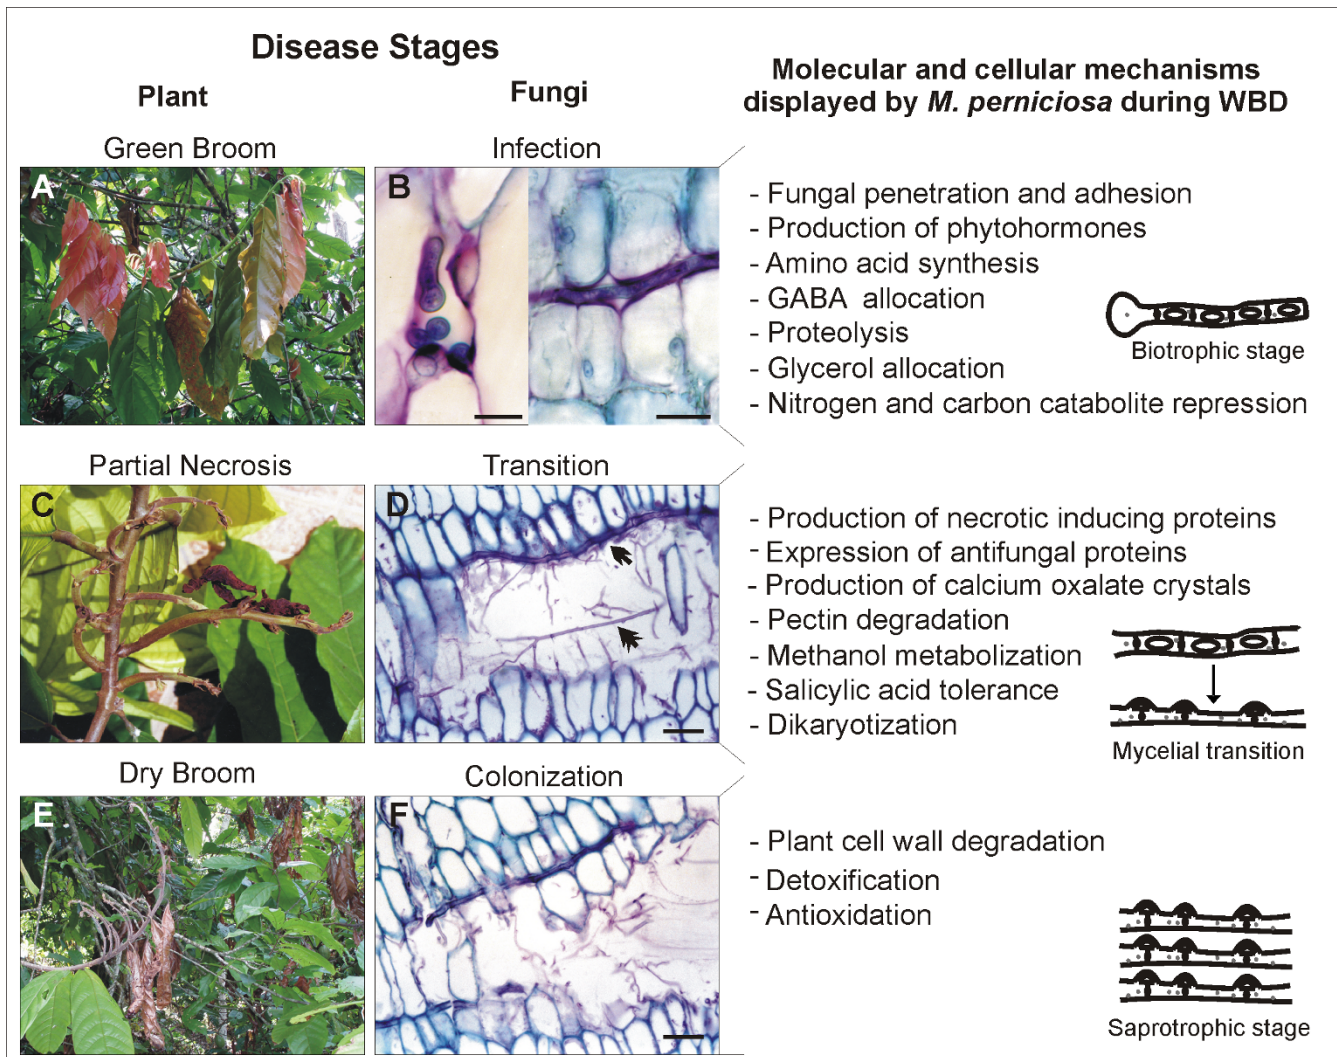 Disease Stages
Plant
Fungi
Molecular and cellular mechanisms
displayed by M. perniciosa during WBD
Green Broom
Infection
A
B
- Fungal penetration and adhesion
- Production of phytohormones
- Amino acid synthesis
- GABA allocation
- Proteolysis
- Glycerol allocation
- Nitrogen and carbon catabolite repression
Biotrophic stage
Partial Necrosis
Transition
C
D
- Production of necrotic inducing proteins
- Expression of antifungal proteins
- Production of calcium oxalate crystals
- Pectin degradation
- Methanol metabolization
- Salicylic acid tolerance
- Dikaryotization
Mycelial transition
Dry Broom
Colonization
E
F
- Plant cell wall degradation
- Detoxification
- Antioxidation
Saprotrophic stage